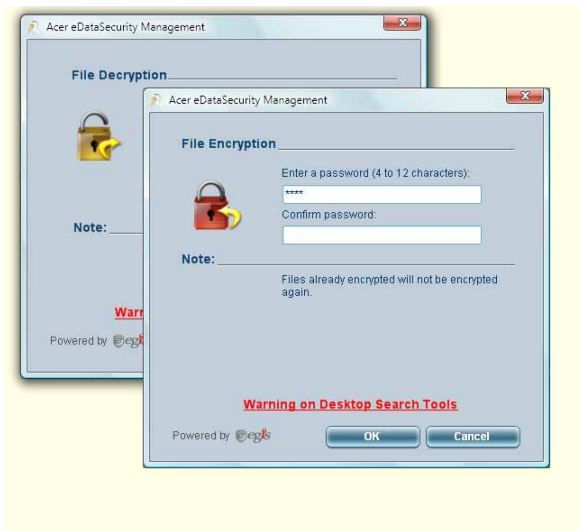 Acer eDataSecurity Management
File Decryption
Note:
Powered by egis
Acer eDataSecurity Management
File Encryption
Enter a password (4 to 12 characters):
****
Confirm password:
Note:
Files already encrypted will not be encrypted
again.
Warning on Desktop Search Tools
Powered by egis
OK
Cancel